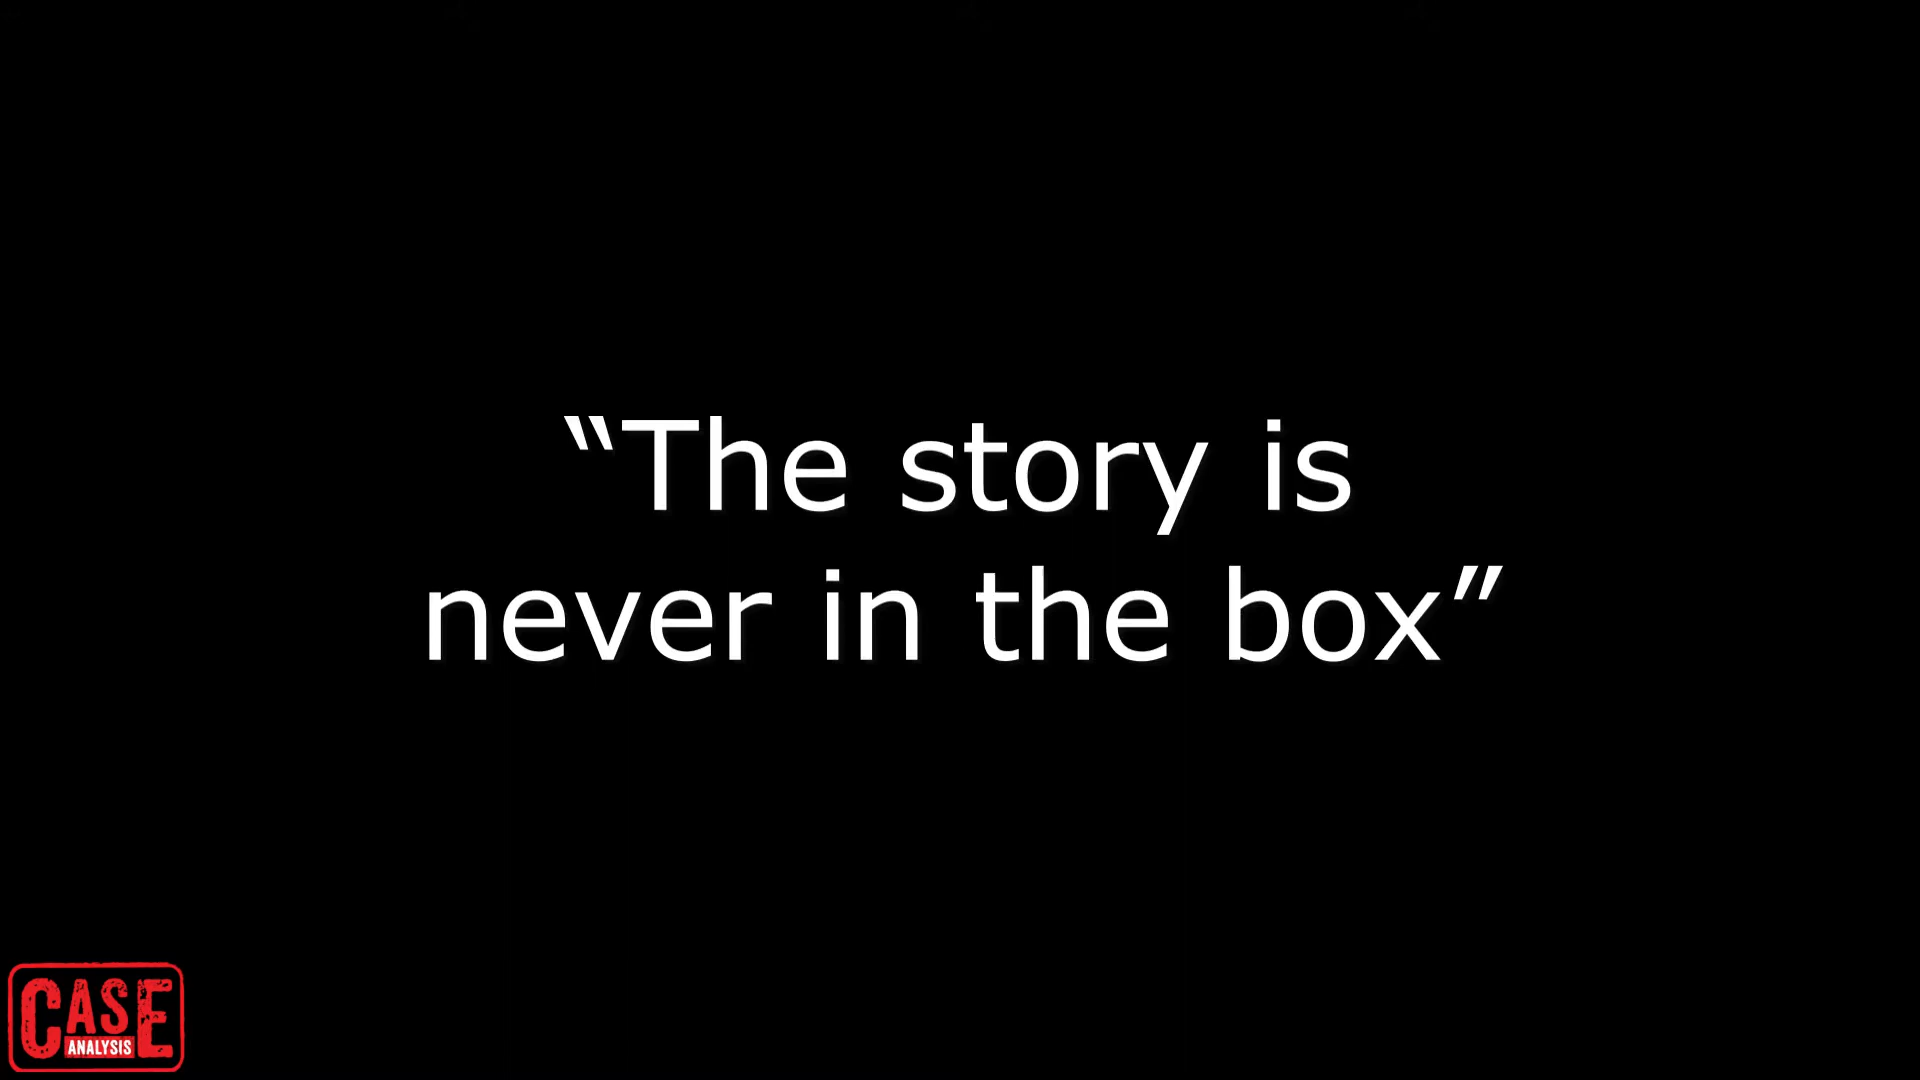 “The story is
never in the box”
CASE
ANALYSIS